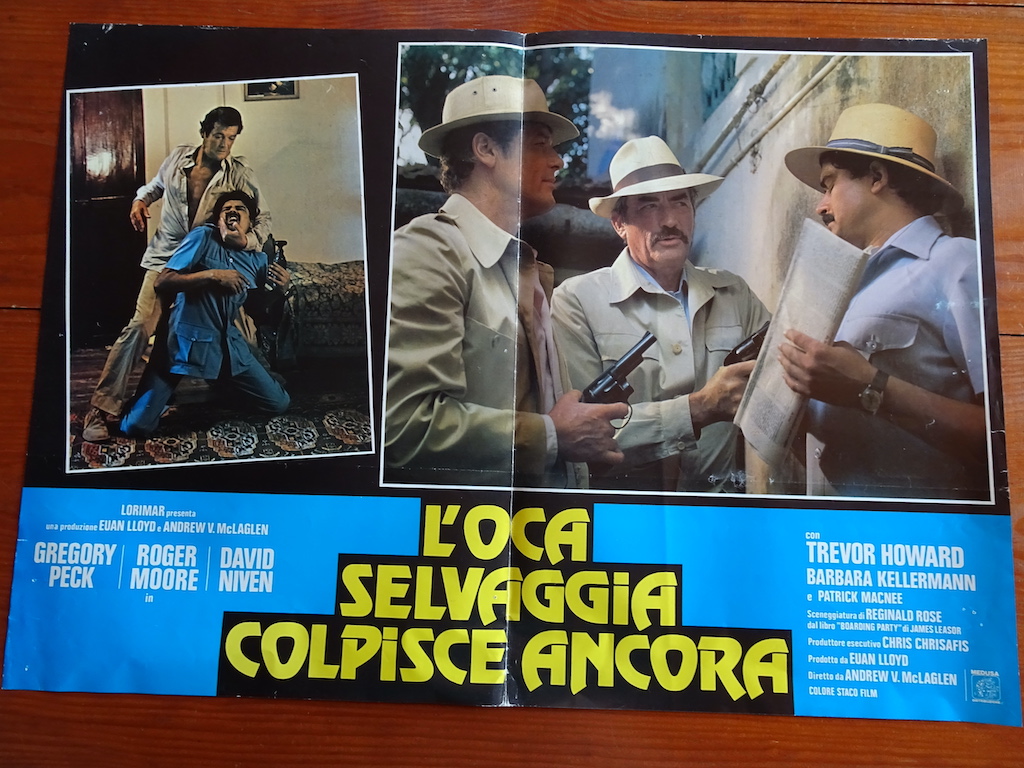 LORIMAR presenta
una produzione EUAN LLOYD e ANDREW V. McLAGLEN
GREGORY PECK
ROGER MOORE
DAVID NIVEN
in
L'OCA
SELVAGGIA
COLPISCE ANCORA
con
TREVOR HOWARD
BARBARA KELLERMANN
e PATRICK MACNEE
Sceneggiatura di REGINALD ROSE
dal libro "BOARDING PARTY" di JAMES LEASOR
Produttore esecutivo CHRIS CHRISAFIS
Prodotto da EUAN LLOYD
Diretto da ANDREW V. McLAGLEN
COLORE STACO FILM
MEDUSA